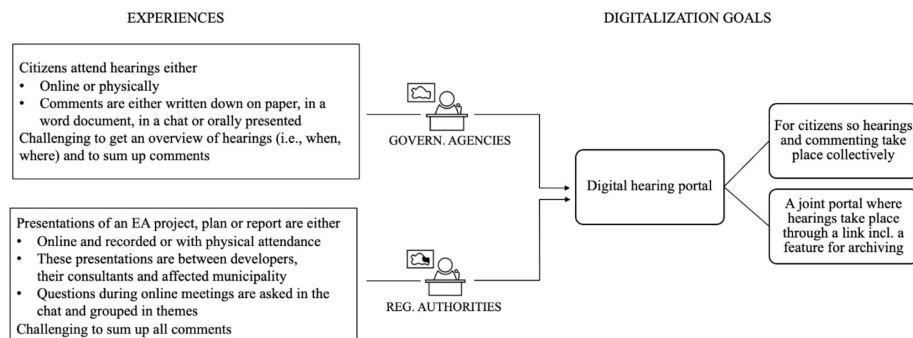 EXPERIENCES
DIGITALIZATION GOALS
Citizens attend hearings either
• Online or physically
• Comments are either written down on paper, in a
word document, in a chat or orally presented
Challenging to get an overview of hearings (i.e., when,
where) and to sum up comments
GOVERN. AGENCIES
Presentations of an EA project, plan or report are either
• Online and recorded or with physical attendance
• These presentations are between developers,
their consultants and affected municipality
• Questions during online meetings are asked in the
chat and grouped in themes
Challenging to sum up all comments
REG. AUTHORITIES
Digital hearing portal
For citizens so hearings
and commenting take
place collectively
A joint portal where
hearings take place
through a link incl. a
feature for archiving